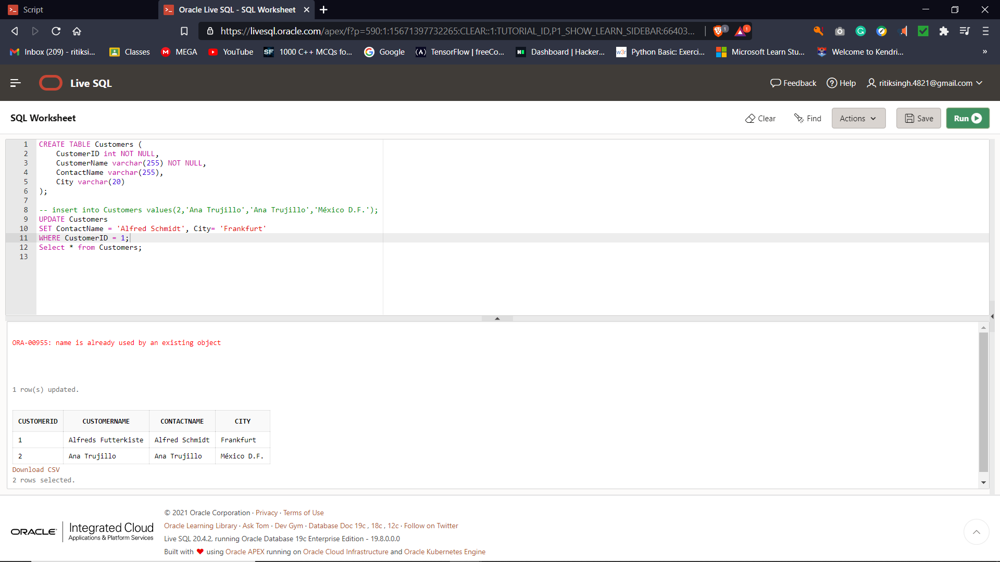 Script
Oracle Live SQL - SQL Worksheet
https://livesql.oracle.com/apex/f?p=590:1:15671397732265:CLEAR::1:TUTORIAL_ID,P1_SHOW_LEARN_SIDEBAR:66403...
1
1
Inbox (209) - ritiksi...
Classes
MEGA
YouTube
SF 1000 C++ MCQs fo...
Google
TensorFlow | freeCo...
Dashboard | Hacker...
w3r Python Basic: Exerci...
Microsoft Learn Stu...
Welcome to Kendri...
»
Live SQL
Feedback
Help
ritiksingh.4821@gmail.com
SQL Worksheet
Clear
Find
Actions
Save
Run
1 CREATE TABLE Customers (
2 CustomerID int NOT NULL,
3 CustomerName varchar(255) NOT NULL,
4 ContactName varchar(255),
5 City varchar(20)
6 );
7
8 -- insert into Customers values(2,'Ana Trujillo','Ana Trujillo','México D.F.');
9 UPDATE Customers
10 SET ContactName = 'Alfred Schmidt', City= 'Frankfurt'
11 WHERE CustomerID = 1;
12 Select * from Customers;
13
ORA-00955: name is already used by an existing object
1 row(s) updated.
CUSTOMERID CUSTOMERNAME CONTACTNAME CITY
1 Alfreds Futterkiste Alfred Schmidt Frankfurt
2 Ana Trujillo Ana Trujillo México D.F.
Download CSV
2 rows selected.
ORACLE Integrated Cloud
Applications & Platform Services
© 2021 Oracle Corporation · Privacy · Terms of Use
Oracle Learning Library · Ask Tom · Dev Gym · Database Doc 19c , 18c , 12c · Follow on Twitter
Live SQL 20.4.2, running Oracle Database 19c Enterprise Edition - 19.8.0.0.0
Built with ❤ using Oracle APEX running on Oracle Cloud Infrastructure and Oracle Kubernetes Engine